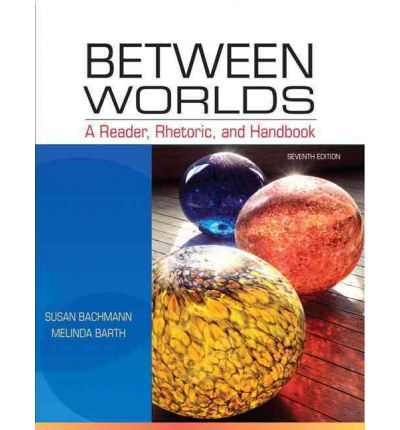 BETWEEN
WORLDS
A Reader, Rhetoric, and Handbook
SEVENTH EDITION
SUSAN BACHMANN
MELINDA BARTH